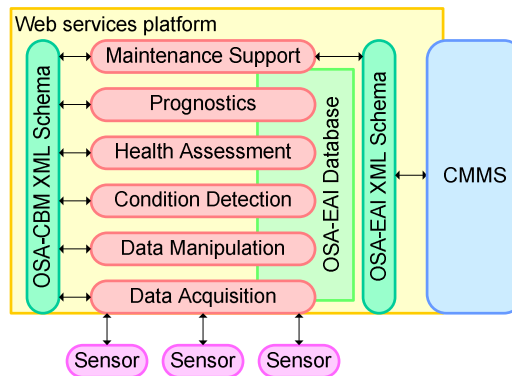 Web services platform
OSA-CBM XML Schema
Maintenance Support
Prognostics
Health Assessment
Condition Detection
Data Manipulation
Data Acquisition
OSA-EAI Database
OSA-EAI XML Schema
CMMS
Sensor
Sensor
Sensor